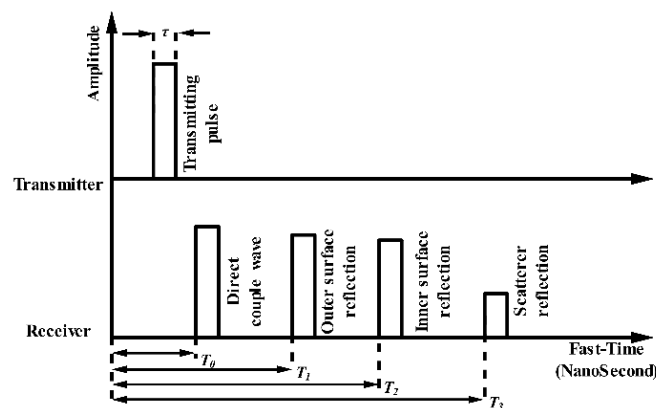 τ
Amplitude
Transmitting
pulse
Transmitter
Direct
couple wave
Outer surface
reflection
Inner surface
reflection
Scatterer
reflection
Receiver
Fast-Time
(NanoSecond)
T0
T1
T2
T3